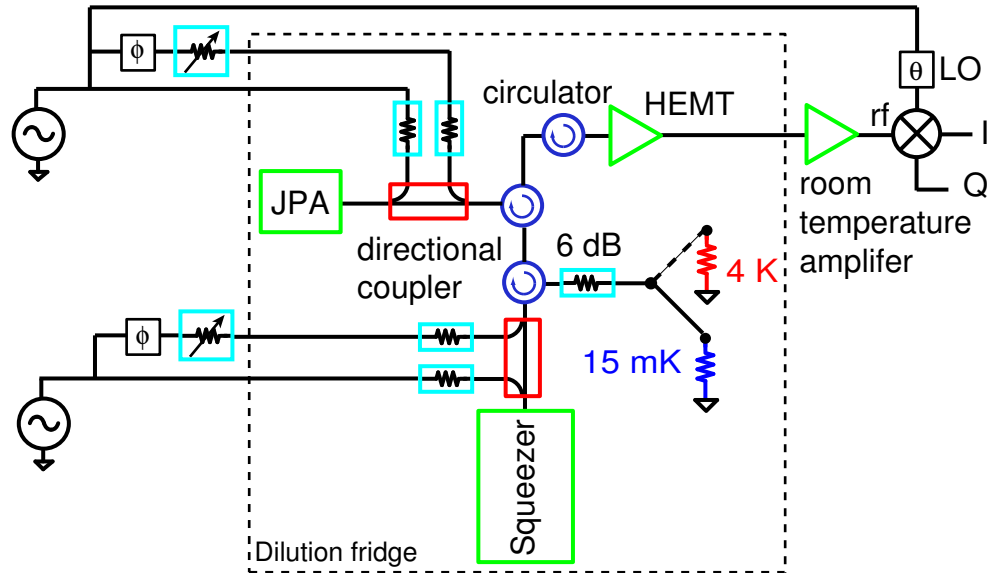 ϕ
θ
LO
circulator
HEMT
rf
I
Q
JPA
room
temperature
amplifer
directional
coupler
6 dB
4 K
ϕ
15 mK
Squeezer
Dilution fridge